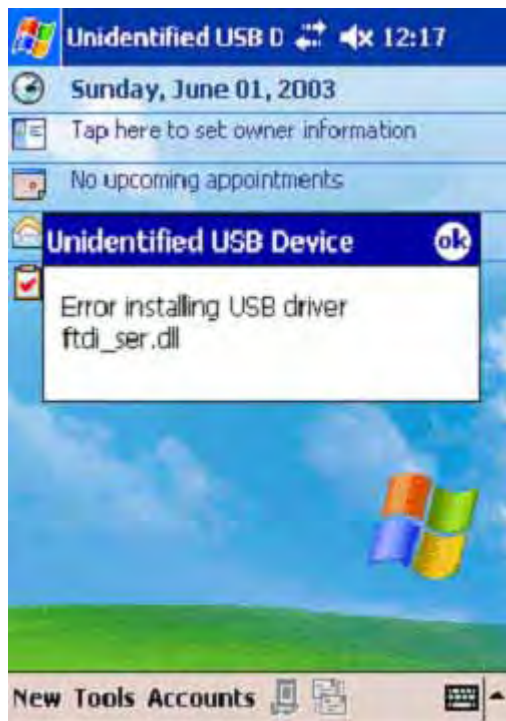 Unidentified USB D 12:17
Sunday, June 01, 2003
Tap here to set owner information
No upcoming appointments
Unidentified USB Device ok
Error installing USB driver
ftdi_ser.dll
New Tools Accounts